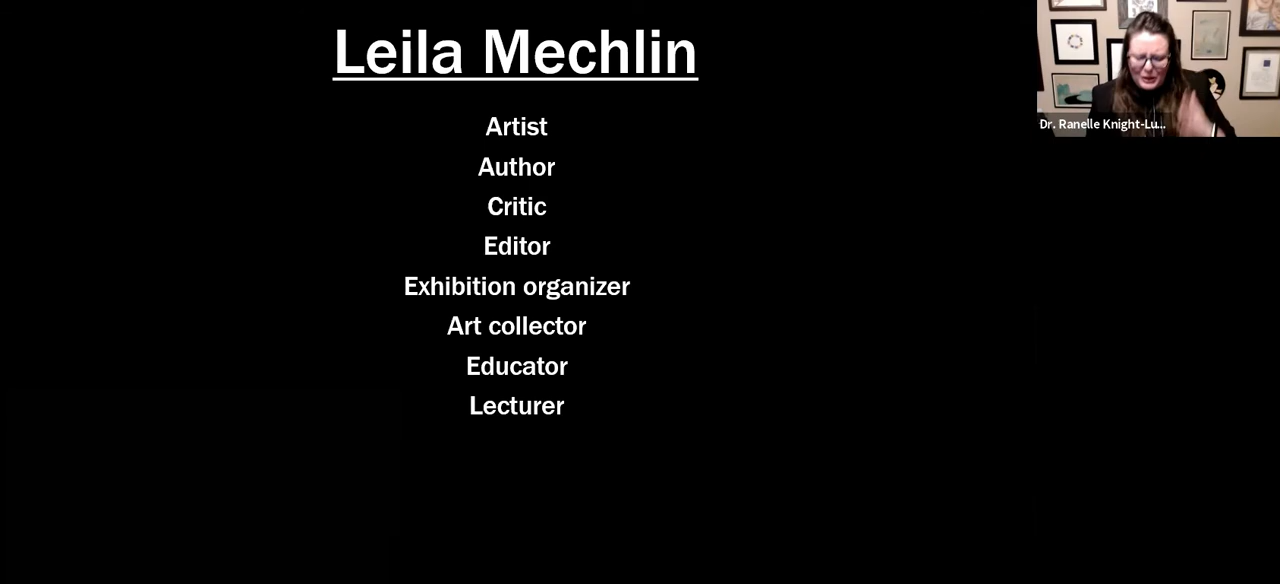 Leila Mechlin
Artist
Author
Critic
Editor
Exhibition organizer
Art collector
Educator
Lecturer
Dr. Ranelle Knight-Lu...